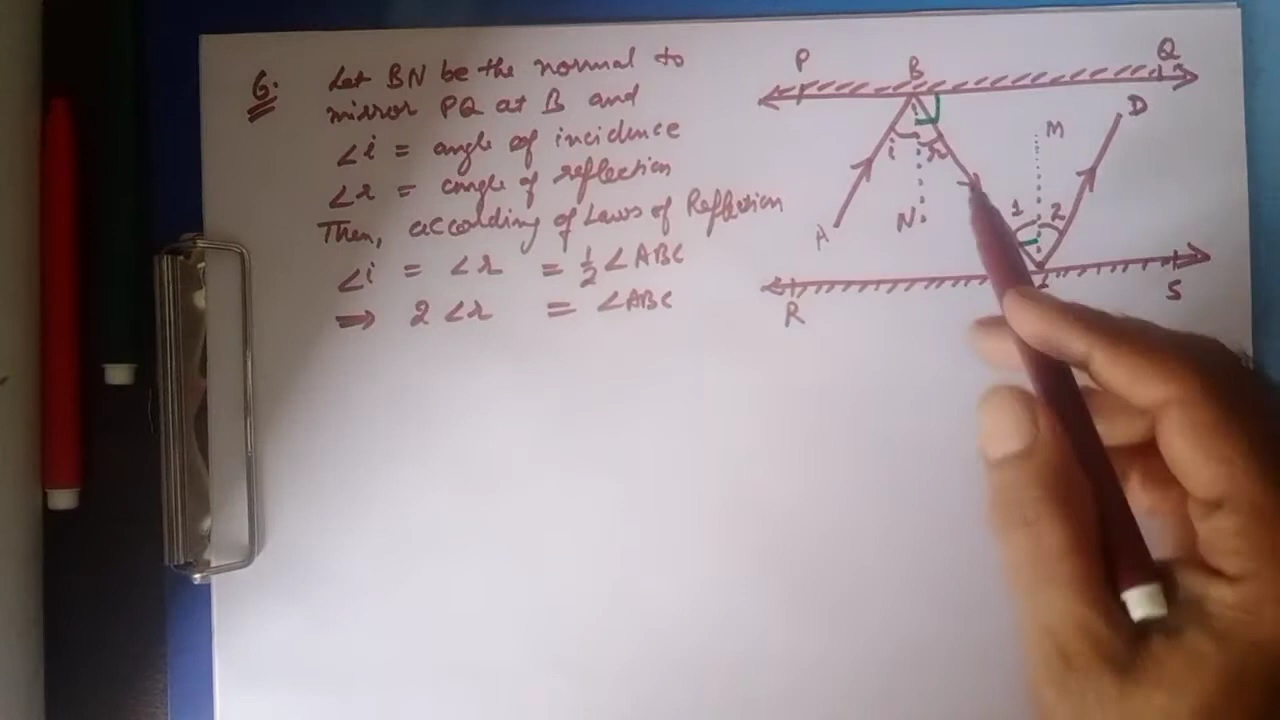 6. Let BN be the normal to
mirror PQ at B and
∠i = angle of incidence
∠r = angle of reflection
Then, according of Laws of Reflection
∠i = ∠r = 1/2 ∠ABC
⇒ 2∠r = ∠ABC
P B Q
D
M
i r
A N 1 2
R S